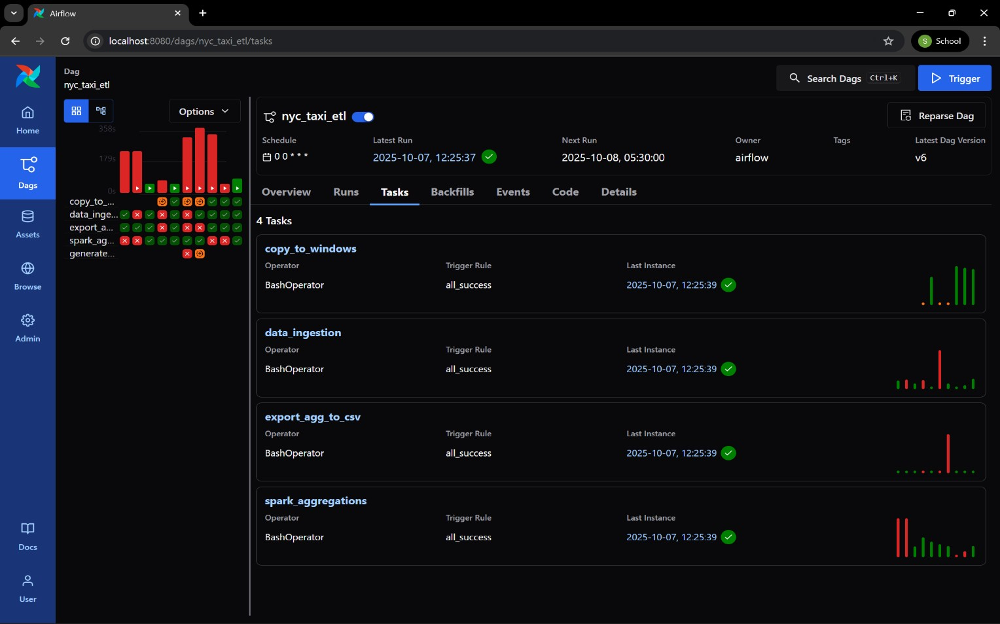 Airflow
localhost:8080/dags/nyc_taxi_etl/tasks
S School
Dag
nyc_taxi_etl
Search Dags Ctrl+K
Trigger
Home
Dags
Assets
Browse
Admin
Docs
User
Options
358s
179s
0s
copy_to_...
data_inge...
export_a...
spark_ag...
generate...
nyc_taxi_etl
Reparse Dag
Schedule Latest Run Next Run Owner Tags Latest Dag Version
0 0 * * * 2025-10-07, 12:25:37 2025-10-08, 05:30:00 airflow v6
Overview Runs Tasks Backfills Events Code Details
4 Tasks
copy_to_windows
Operator Trigger Rule Last Instance
BashOperator all_success 2025-10-07, 12:25:39
data_ingestion
Operator Trigger Rule Last Instance
BashOperator all_success 2025-10-07, 12:25:39
export_agg_to_csv
Operator Trigger Rule Last Instance
BashOperator all_success 2025-10-07, 12:25:39
spark_aggregations
Operator Trigger Rule Last Instance
BashOperator all_success 2025-10-07, 12:25:39